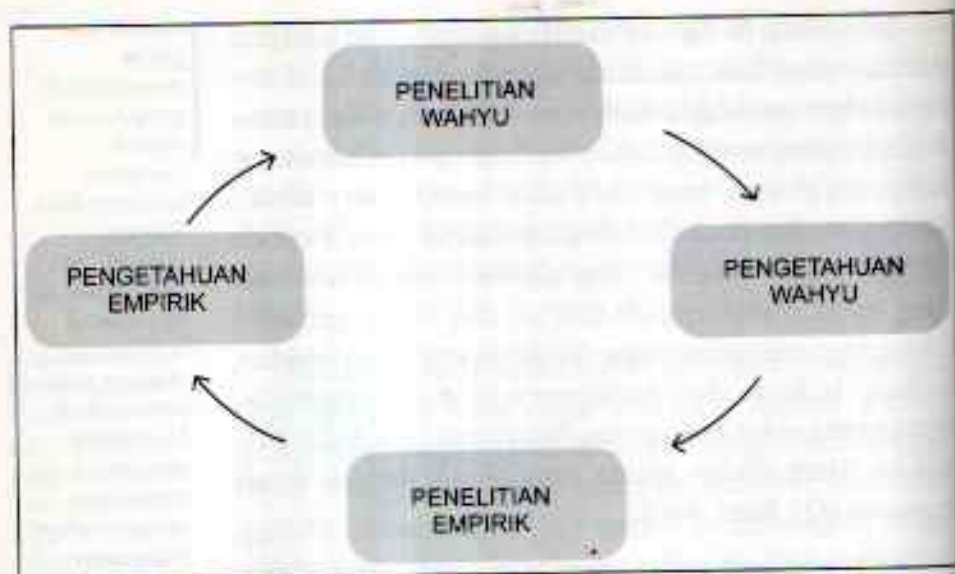 PENELITIAN
WAHYU
PENGETAHUAN
EMPIRIK
PENGETAHUAN
WAHYU
PENELITIAN
EMPIRIK